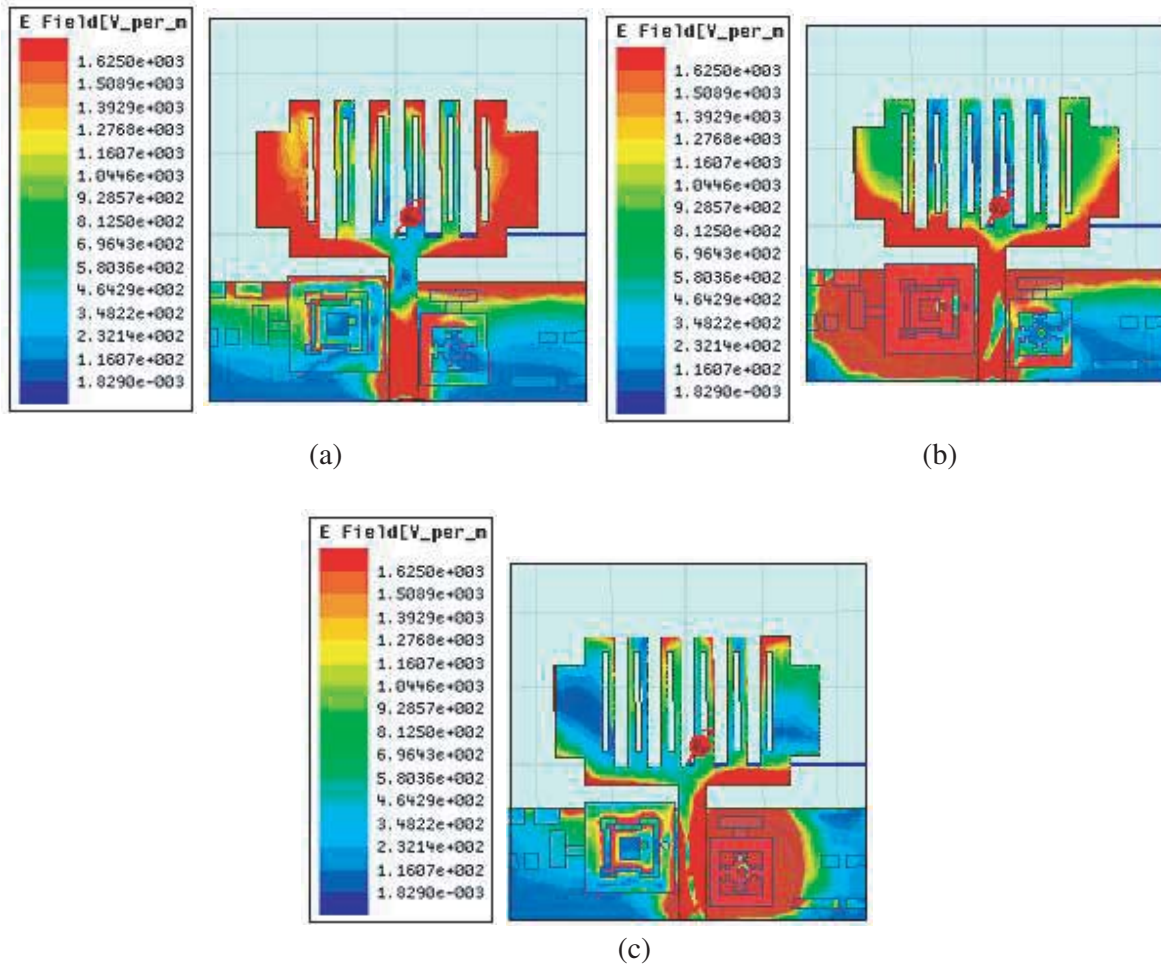 E Field[V_per_m
1.6250e+003
1.5089e+003
1.3929e+003
1.2768e+003
1.1607e+003
1.0446e+003
9.2857e+002
8.1250e+002
6.9643e+002
5.8036e+002
4.6429e+002
3.4822e+002
2.3214e+002
1.1607e+002
1.8290e-003
(a)
E Field[V_per_m
1.6250e+003
1.5089e+003
1.3929e+003
1.2768e+003
1.1607e+003
1.0446e+003
9.2857e+002
8.1250e+002
6.9643e+002
5.8036e+002
4.6429e+002
3.4822e+002
2.3214e+002
1.1607e+002
1.8290e-003
(b)
E Field[V_per_m
1.6250e+003
1.5089e+003
1.3929e+003
1.2768e+003
1.1607e+003
1.0446e+003
9.2857e+002
8.1250e+002
6.9643e+002
5.8036e+002
4.6429e+002
3.4822e+002
2.3214e+002
1.1607e+002
1.8290e-003
(c)